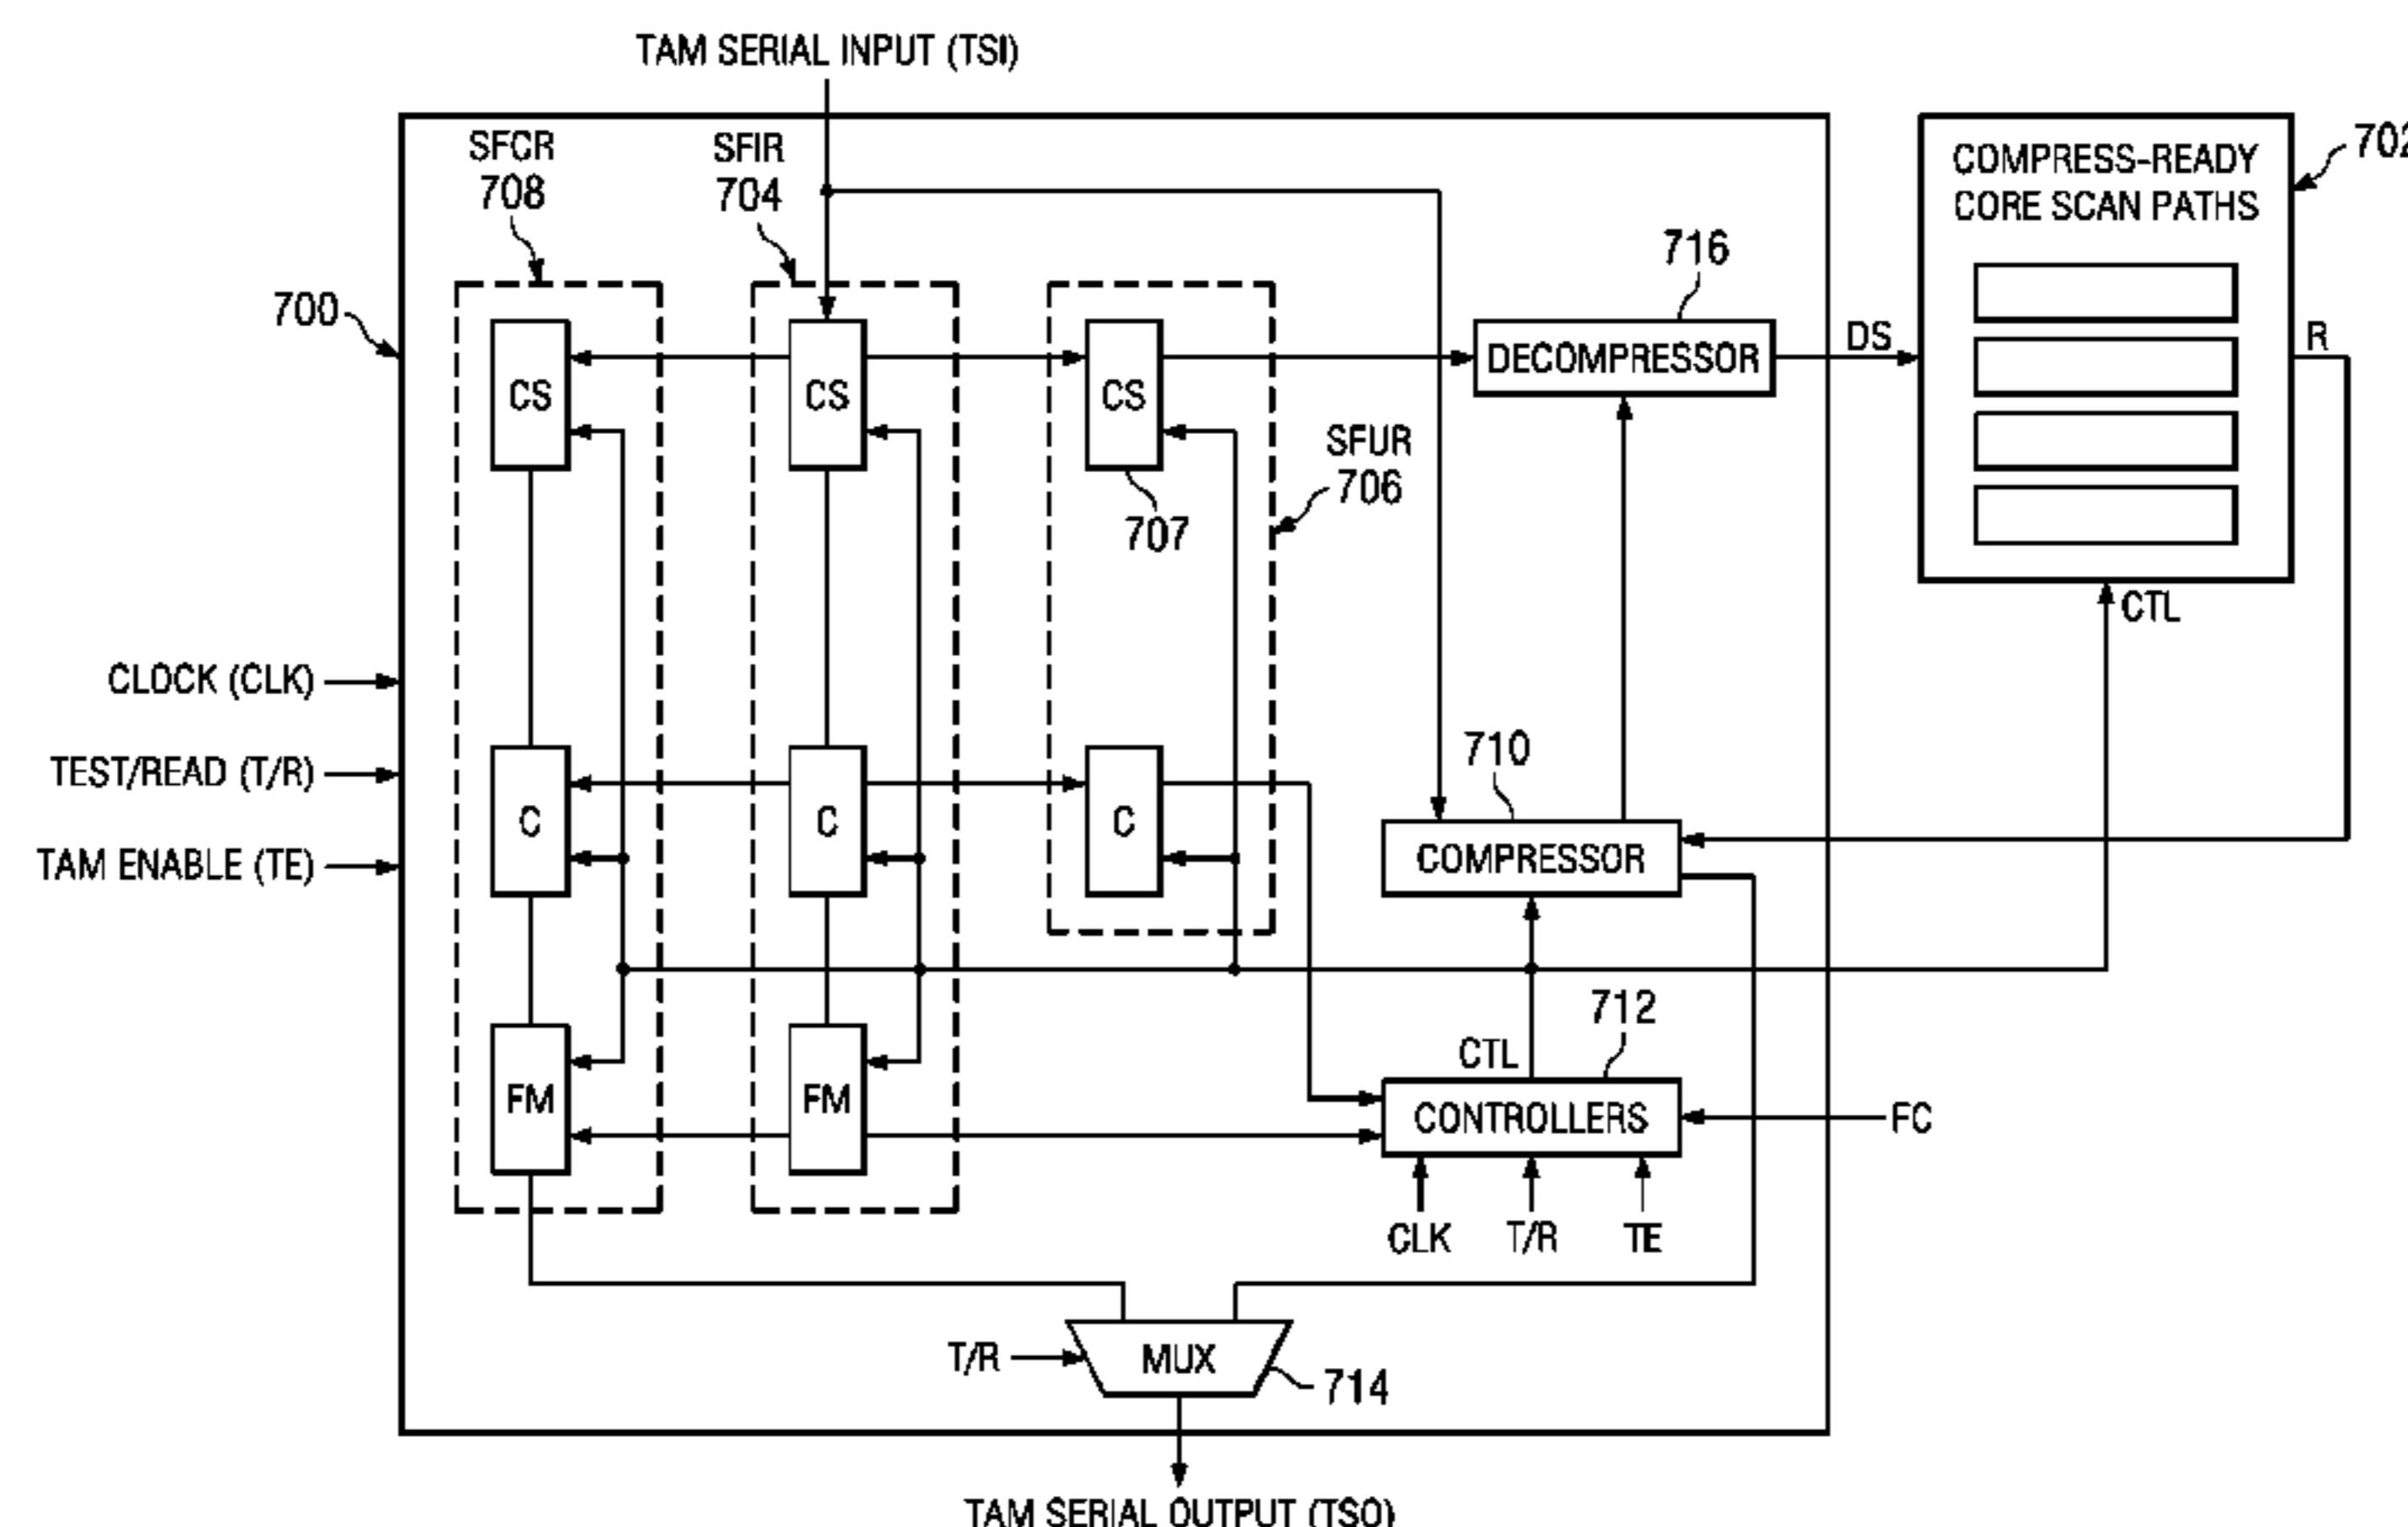 TAM SERIAL INPUT (TSI)
SFCR
708
SFIR
704
COMPRESS-READY
CORE SCAN PATHS
702
716
700
CS
CS
CS
DECOMPRESSOR
DS
R
SFUR
706
707
CTL
CLOCK (CLK)
TEST/READ (T/R)
TAM ENABLE (TE)
C
C
C
710
COMPRESSOR
712
CTL
FM
FM
CONTROLLERS
FC
CLK
T/R
TE
T/R
MUX
714
TAM SERIAL OUTPUT (TSO)